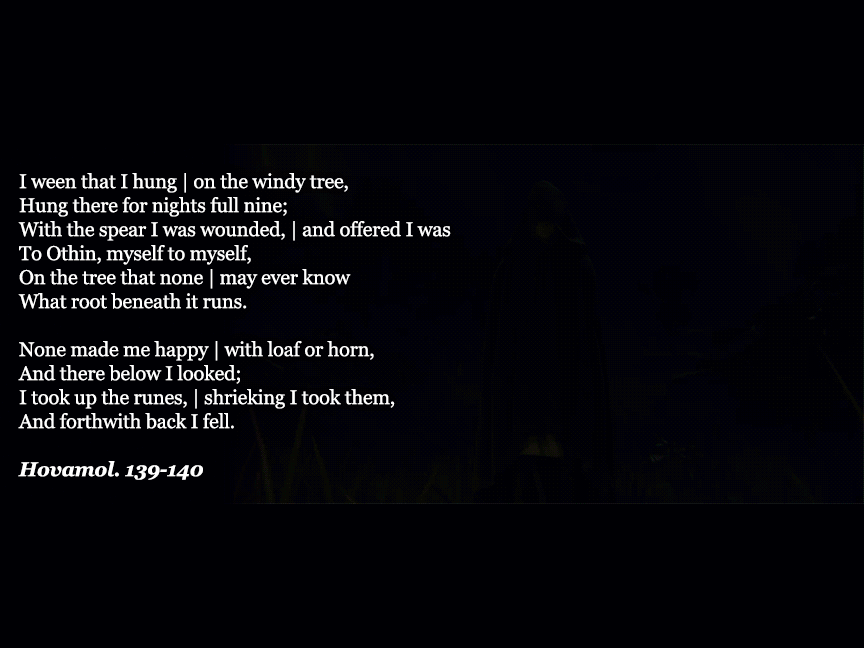 I ween that I hung | on the windy tree,
Hung there for nights full nine;
With the spear I was wounded, | and offered I was
To Othin, myself to myself,
On the tree that none | may ever know
What root beneath it runs.
None made me happy | with loaf or horn,
And there below I looked;
I took up the runes, | shrieking I took them,
And forthwith back I fell.
Hovamol. 139-140